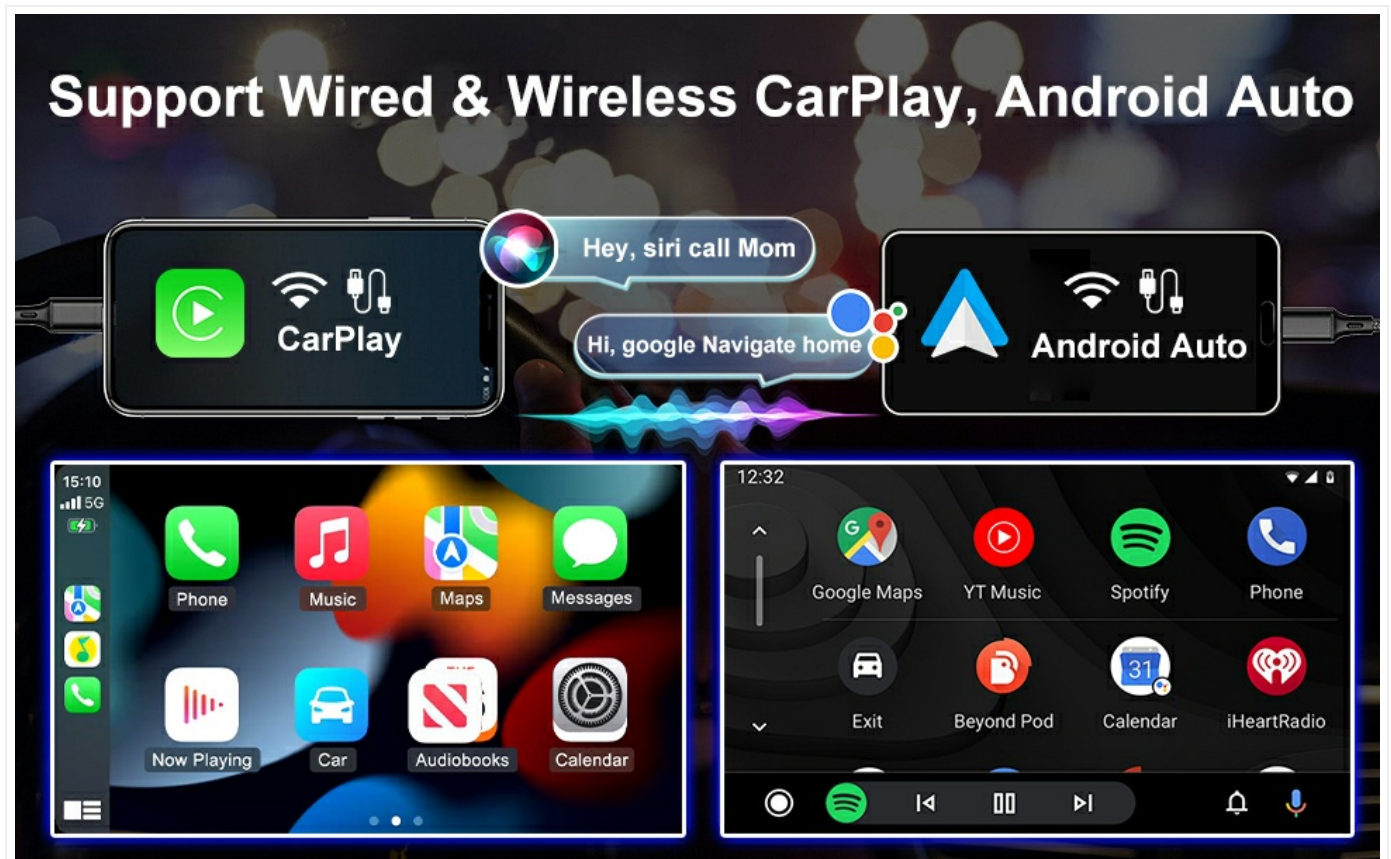 Support Wired & Wireless CarPlay, Android Auto
Hey, siri call Mom
CarPlay
Hi, google Navigate home
Android Auto
15:10
5G
Phone
Music
Maps
Messages
Now Playing
Car
Audiobooks
Calendar
12:32
G
Google Maps
YT Music
Spotify
Phone
Exit
Beyond Pod
31
Calendar
iHeartRadio